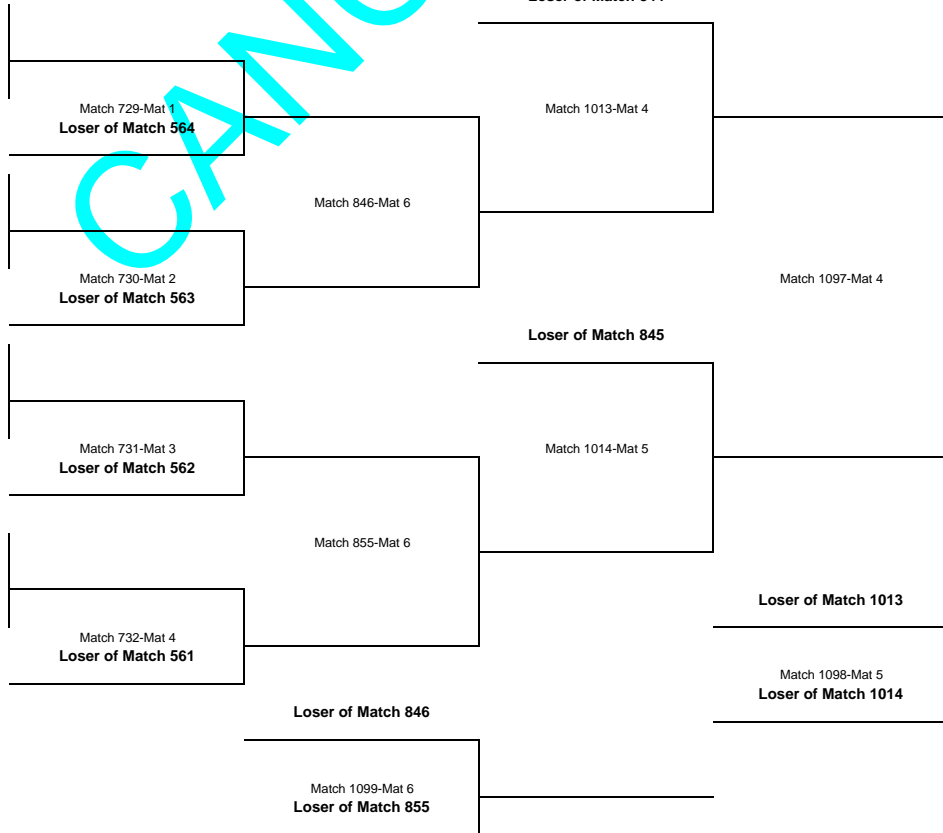 Loser of Match
Match 729-Mat 1
Loser of Match 564
Match 1013-Mat 4
Match 846-Mat 6
Match 730-Mat 2
Loser of Match 563
Match 1097-Mat 4
Loser of Match 845
Match 731-Mat 3
Loser of Match 562
Match 1014-Mat 5
Match 855-Mat 6
Loser of Match 1013
Match 732-Mat 4
Loser of Match 561
Match 1098-Mat 5
Loser of Match 1014
Loser of Match 846
Match 1099-Mat 6
Loser of Match 855